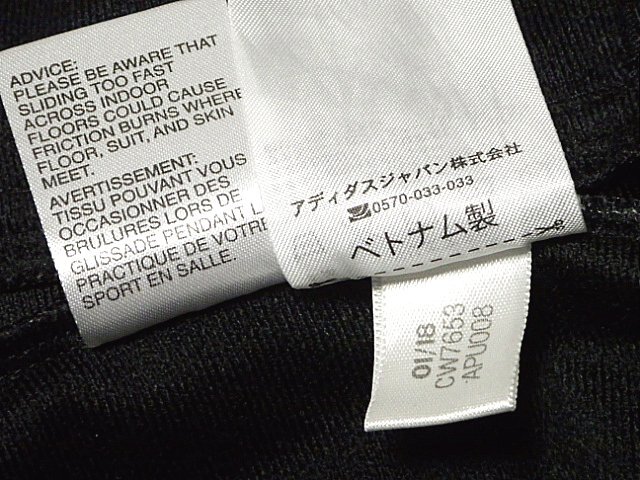 ADVICE:
PLEASE BE AWARE THAT
SLIDING TOO FAST
ACROSS INDOOR
FLOORS COULD CAUSE
FRICTION BURNS WHERE
FLOOR, SUIT, AND SKIN
MEET.
AVERTISSEMENT:
TISSU POUVANT VOUS
OCCASIONNER DES
BRULURES LORS DE
GLISSADE PENDANT L
PRACTIQUE DE VOTRE
SPORT EN SALLE.
アディダスジャパン株式会社
0570-033-033
ベトナム製
01/18
CW7653
APU008